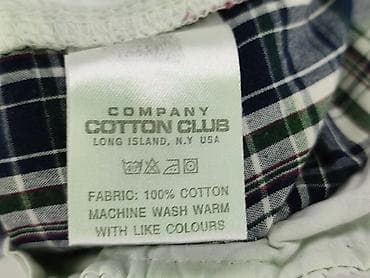 COMPANY
COTTON CLUB
LONG ISLAND, N.Y USA
FABRIC: 100% COTTON
MACHINE WASH WARM
WITH LIKE COLOURS